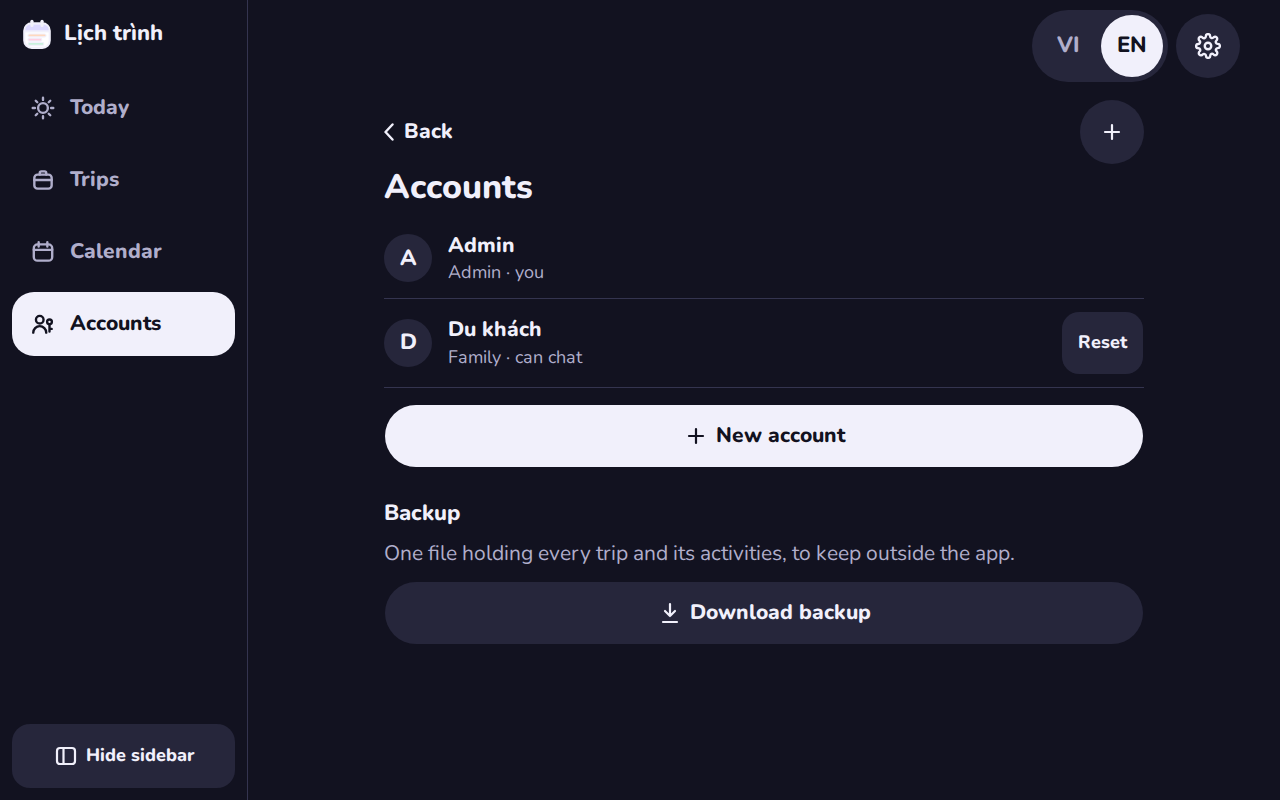 Lịch trình
VI
EN
Today
Trips
Calendar
Accounts
Back
Accounts
A
Admin
Admin · you
D
Du khách
Family · can chat
Reset
New account
Backup
One file holding every trip and its activities, to keep outside the app.
Download backup
Hide sidebar